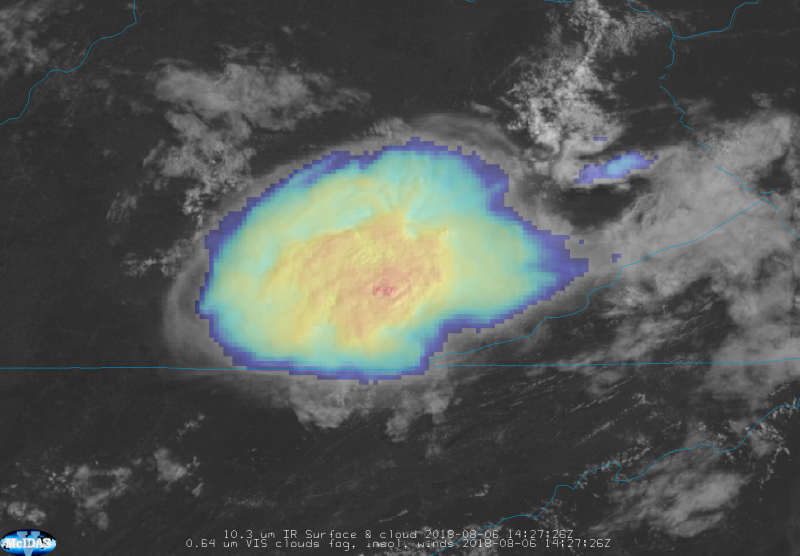 10.3 um IR Surface & cloud 2018-08-06 14:27:26Z
0.64 um VIS clouds fog, insol, winds 2018-08-06 14:27:26Z
McIDAS